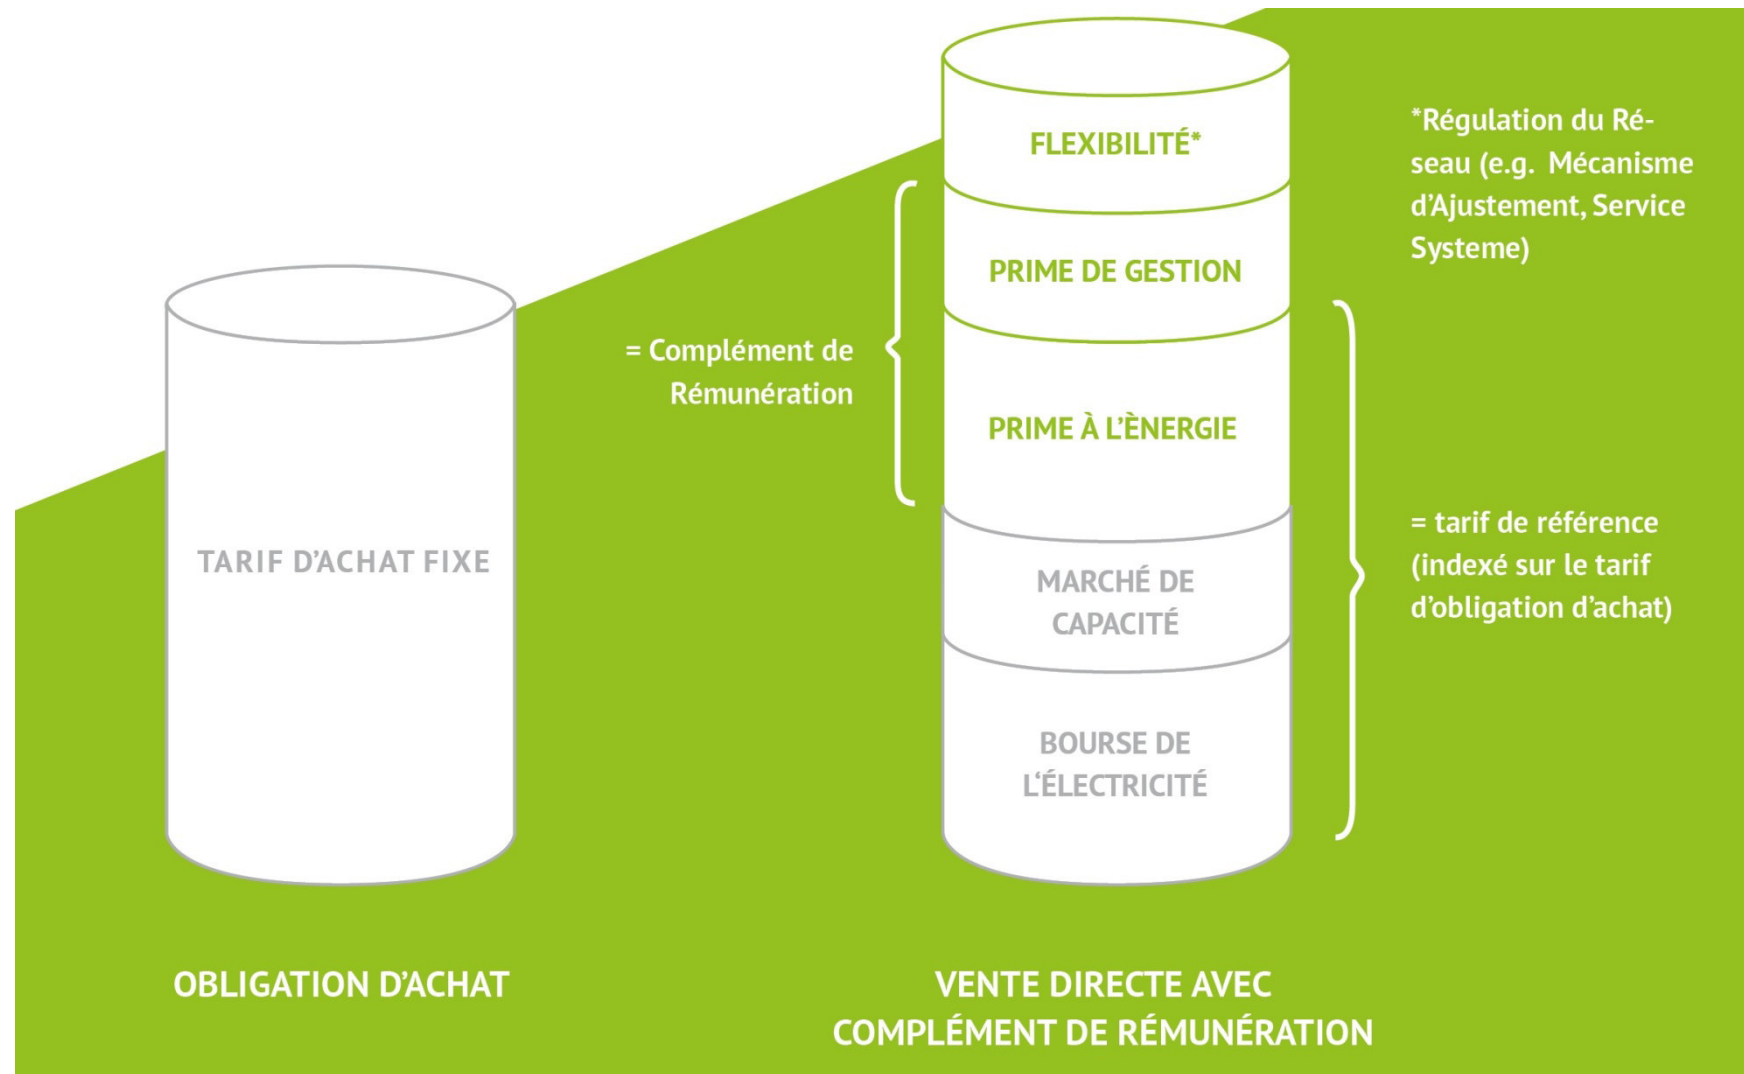 FLEXIBILITÉ*
PRIME DE GESTION
PRIME À L'ÈNERGIE
MARCHÉ DE
CAPACITÉ
BOURSE DE
L‘ÉLECTRICITÉ
*Régulation du Ré-
seau (e.g. Mécanisme
d’Ajustement, Service
Systeme)
= Complément de
Rémunération
= tarif de référence
(indexé sur le tarif
d’obligation d’achat)
TARIF D’ACHAT FIXE
OBLIGATION D’ACHAT
VENTE DIRECTE AVEC
COMPLÉMENT DE RÉMUNÉRATION